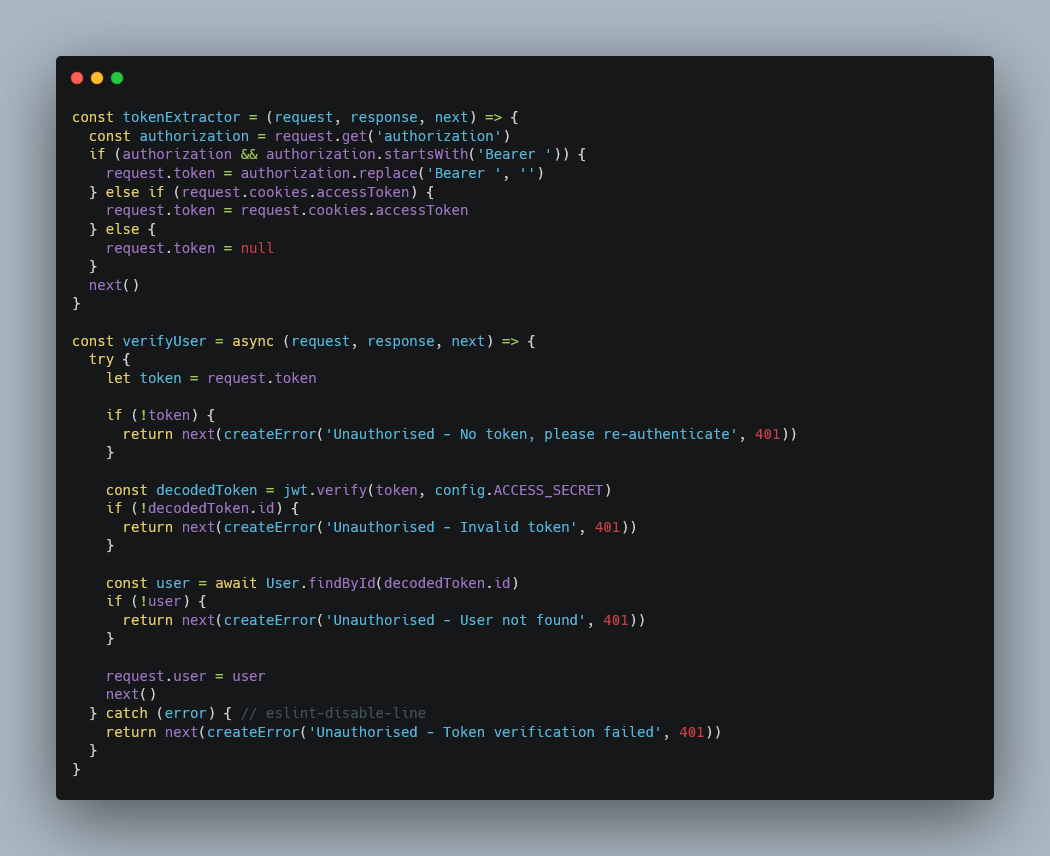 const tokenExtractor = (request, response, next) => {
  const authorization = request.get('authorization')
  if (authorization && authorization.startsWith('Bearer ')) {
    request.token = authorization.replace('Bearer ', '')
  } else if (request.cookies.accessToken) {
    request.token = request.cookies.accessToken
  } else {
    request.token = null
  }
  next()
}

const verifyUser = async (request, response, next) => {
  try {
    let token = request.token

    if (!token) {
      return next(createError('Unauthorised - No token, please re-authenticate', 401))
    }

    const decodedToken = jwt.verify(token, config.ACCESS_SECRET)
    if (!decodedToken.id) {
      return next(createError('Unauthorised - Invalid token', 401))
    }

    const user = await User.findById(decodedToken.id)
    if (!user) {
      return next(createError('Unauthorised - User not found', 401))
    }

    request.user = user
    next()
  } catch (error) { // eslint-disable-line
    return next(createError('Unauthorised - Token verification failed', 401))
  }
}